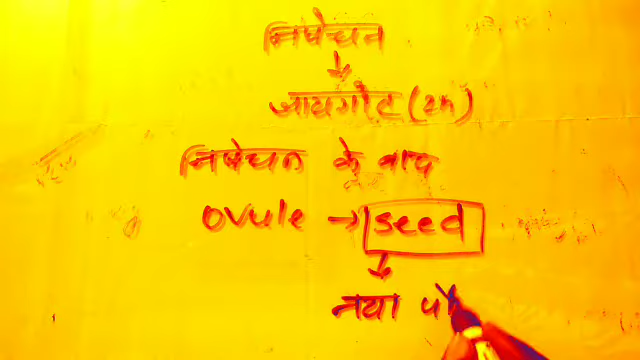 निषेचन
↓
जायगोट (2n)
निषेचन के बाद
ovule → seed
↓
नया